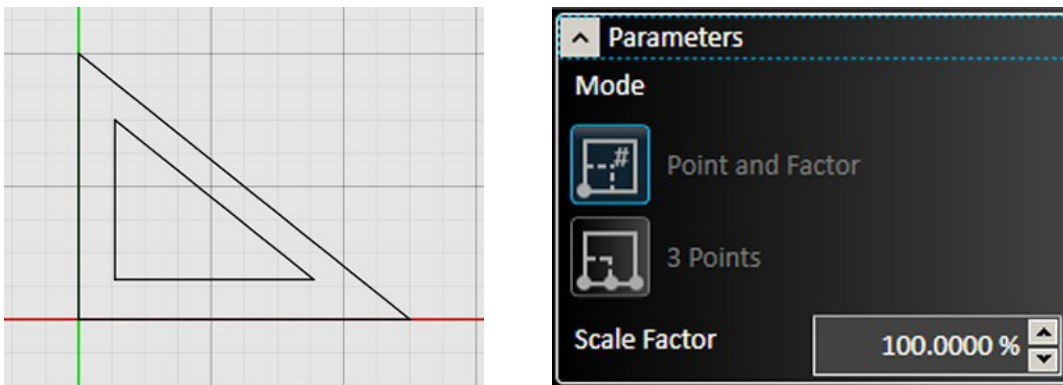 Parameters
Mode
#
Point and Factor
3 Points
Scale Factor 100.0000 %